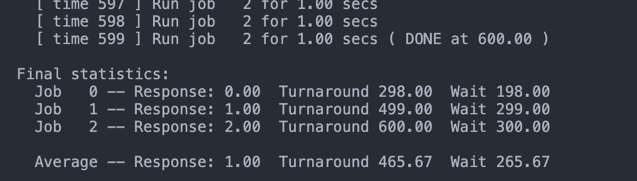 [ time 597 ] Run job   2 for 1.00 secs
[ time 598 ] Run job   2 for 1.00 secs
[ time 599 ] Run job   2 for 1.00 secs ( DONE at 600.00 )
Final statistics:
Job   0 -- Response: 0.00  Turnaround 298.00  Wait 198.00
Job   1 -- Response: 1.00  Turnaround 499.00  Wait 299.00
Job   2 -- Response: 2.00  Turnaround 600.00  Wait 300.00
Average -- Response: 1.00  Turnaround 465.67  Wait 265.67